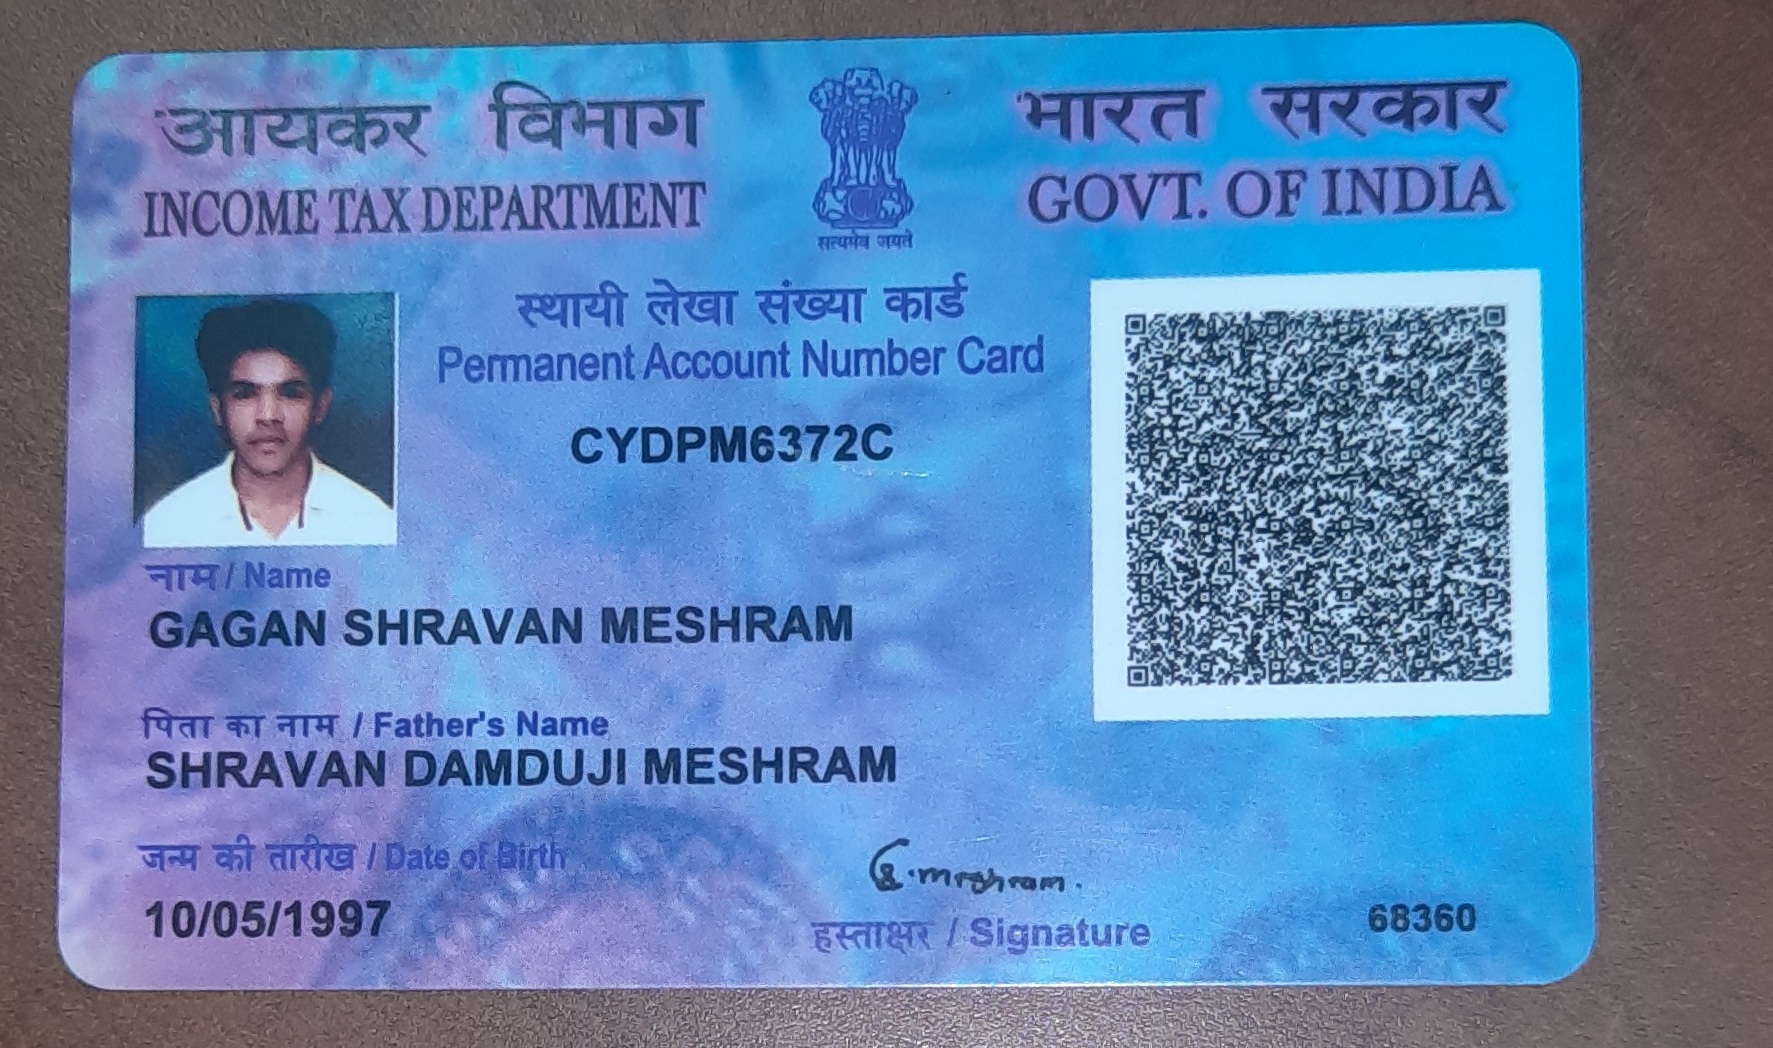 आयकर विभाग
INCOME TAX DEPARTMENT
सत्यमेव जयते
भारत सरकार
GOVT. OF INDIA
स्थायी लेखा संख्या कार्ड
Permanent Account Number Card
CYDPM6372C
नाम / Name
GAGAN SHRAVAN MESHRAM
पिता का नाम / Father's Name
SHRAVAN DAMDUJI MESHRAM
जन्म की तारीख / Date of Birth
10/05/1997
G.meshram.
हस्ताक्षर / Signature
68360